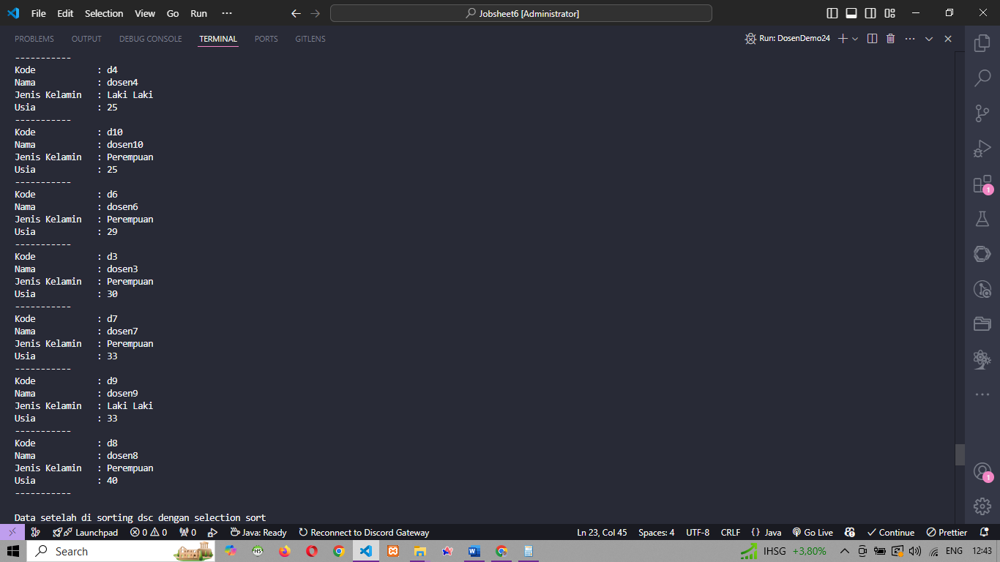 File Edit Selection View Go Run ··· Jobsheet6 [Administrator]
PROBLEMS OUTPUT DEBUG CONSOLE TERMINAL PORTS GITLENS Run: DosenDemo24
-----------
Kode : d4
Nama : dosen4
Jenis Kelamin : Laki Laki
Usia : 25
-----------
Kode : d10
Nama : dosen10
Jenis Kelamin : Perempuan
Usia : 25
-----------
Kode : d6
Nama : dosen6
Jenis Kelamin : Perempuan
Usia : 29
-----------
Kode : d3
Nama : dosen3
Jenis Kelamin : Perempuan
Usia : 30
-----------
Kode : d7
Nama : dosen7
Jenis Kelamin : Perempuan
Usia : 33
-----------
Kode : d9
Nama : dosen9
Jenis Kelamin : Laki Laki
Usia : 33
-----------
Kode : d8
Nama : dosen8
Jenis Kelamin : Perempuan
Usia : 40
-----------
Data setelah di sorting dsc dengan selection sort
1
1
Launchpad 0 0 0 Java: Ready Reconnect to Discord Gateway Ln 23, Col 45 Spaces: 4 UTF-8 CRLF {} Java Go Live Continue Prettier
Search HS IHSG +3,80% ENG 12:43